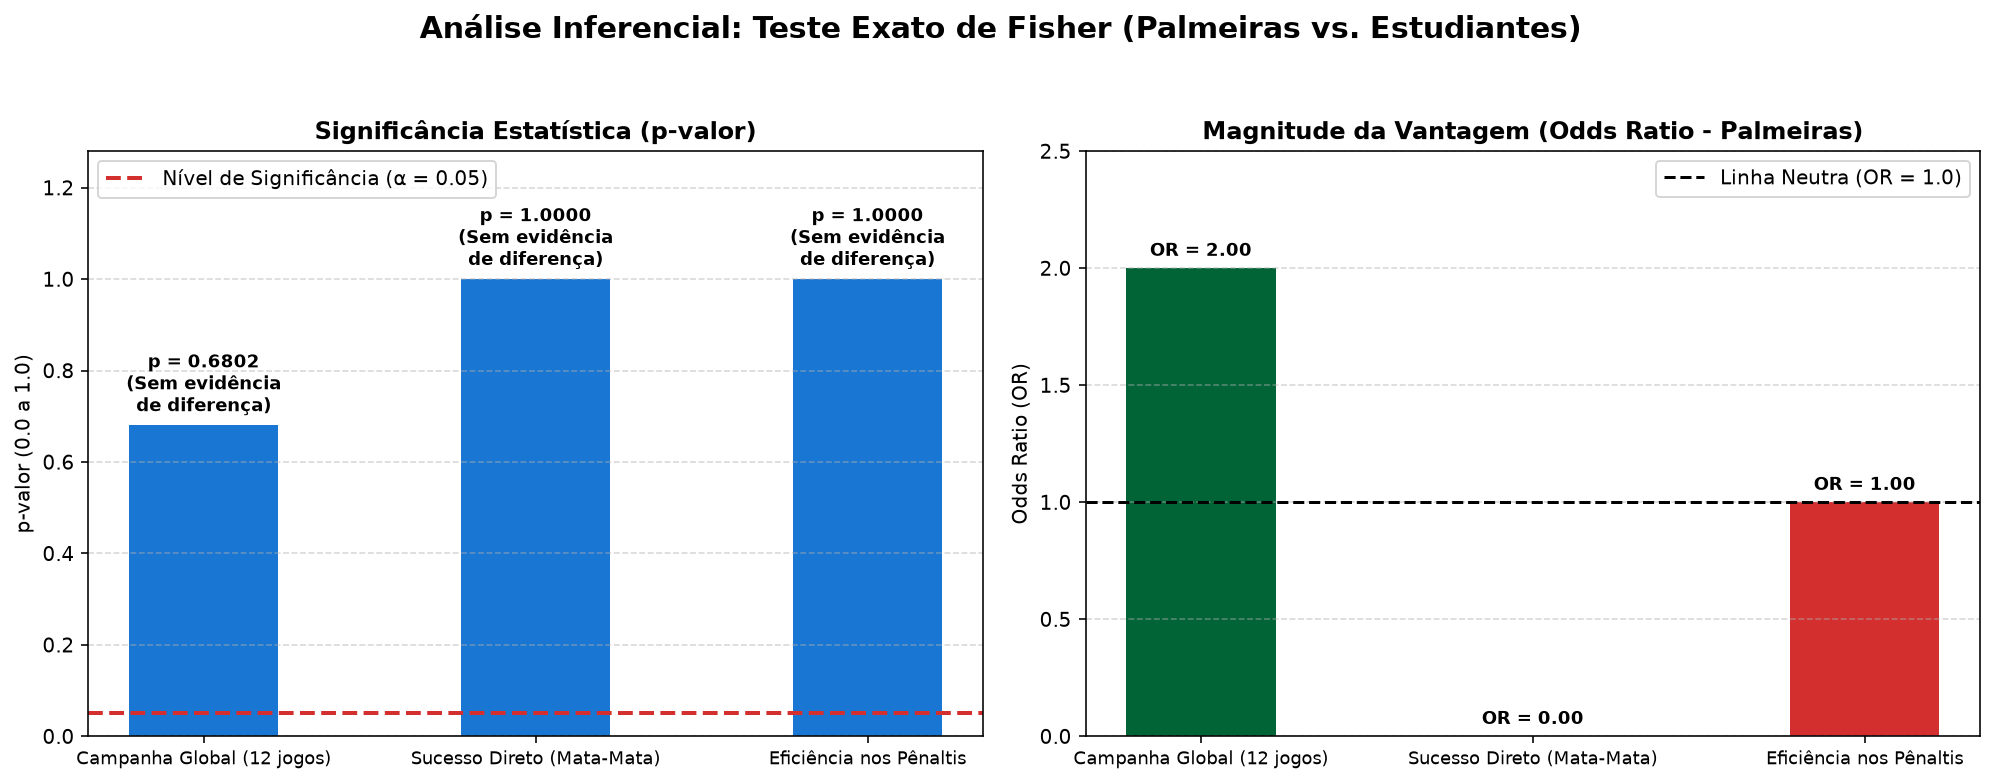 Análise Inferencial: Teste Exato de Fisher (Palmeiras vs. Estudiantes)
Significância Estatística (p-valor)
Nível de Significância (α = 0.05)
p-valor (0.0 a 1.0)
1.2
1.0
0.8
0.6
0.4
0.2
0.0
p = 0.6802
(Sem evidência
de diferença)
p = 1.0000
(Sem evidência
de diferença)
p = 1.0000
(Sem evidência
de diferença)
Campanha Global (12 jogos)
Sucesso Direto (Mata-Mata)
Eficiência nos Pênaltis
Magnitude da Vantagem (Odds Ratio - Palmeiras)
Linha Neutra (OR = 1.0)
Odds Ratio (OR)
2.5
2.0
1.5
1.0
0.5
0.0
OR = 2.00
OR = 0.00
OR = 1.00
Campanha Global (12 jogos)
Sucesso Direto (Mata-Mata)
Eficiência nos Pênaltis